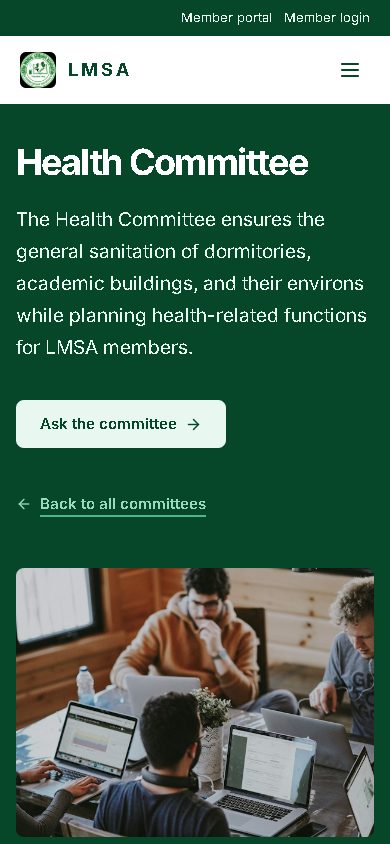 Member portal Member login
LMSA
Health Committee
The Health Committee ensures the
general sanitation of dormitories,
academic buildings, and their environs
while planning health-related functions
for LMSA members.
Ask the committee →
← Back to all committees